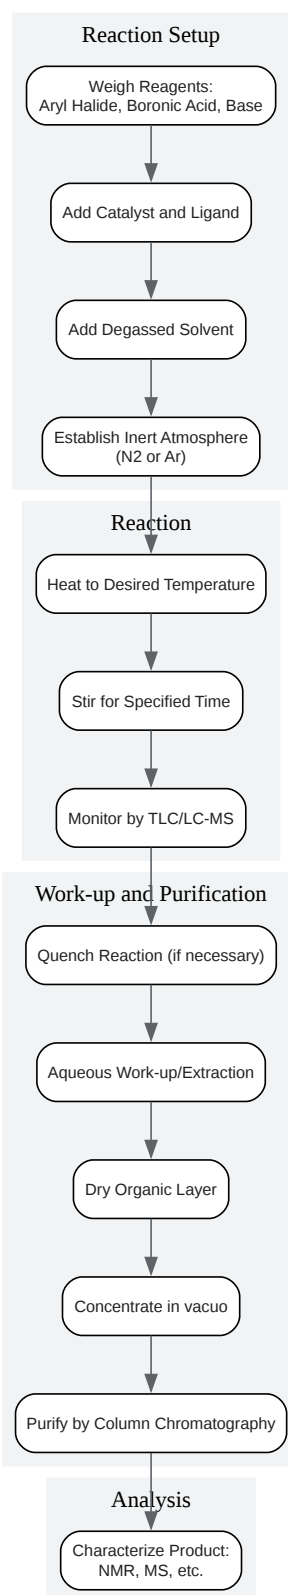 Reaction Setup
Weigh Reagents:
Aryl Halide, Boronic Acid, Base
Add Catalyst and Ligand
Add Degassed Solvent
Establish Inert Atmosphere
(N2 or Ar)
Reaction
Heat to Desired Temperature
Stir for Specified Time
Monitor by TLC/LC-MS
Work-up and Purification
Quench Reaction (if necessary)
Aqueous Work-up/Extraction
Dry Organic Layer
Concentrate in vacuo
Purify by Column Chromatography
Analysis
Characterize Product:
NMR, MS, etc.